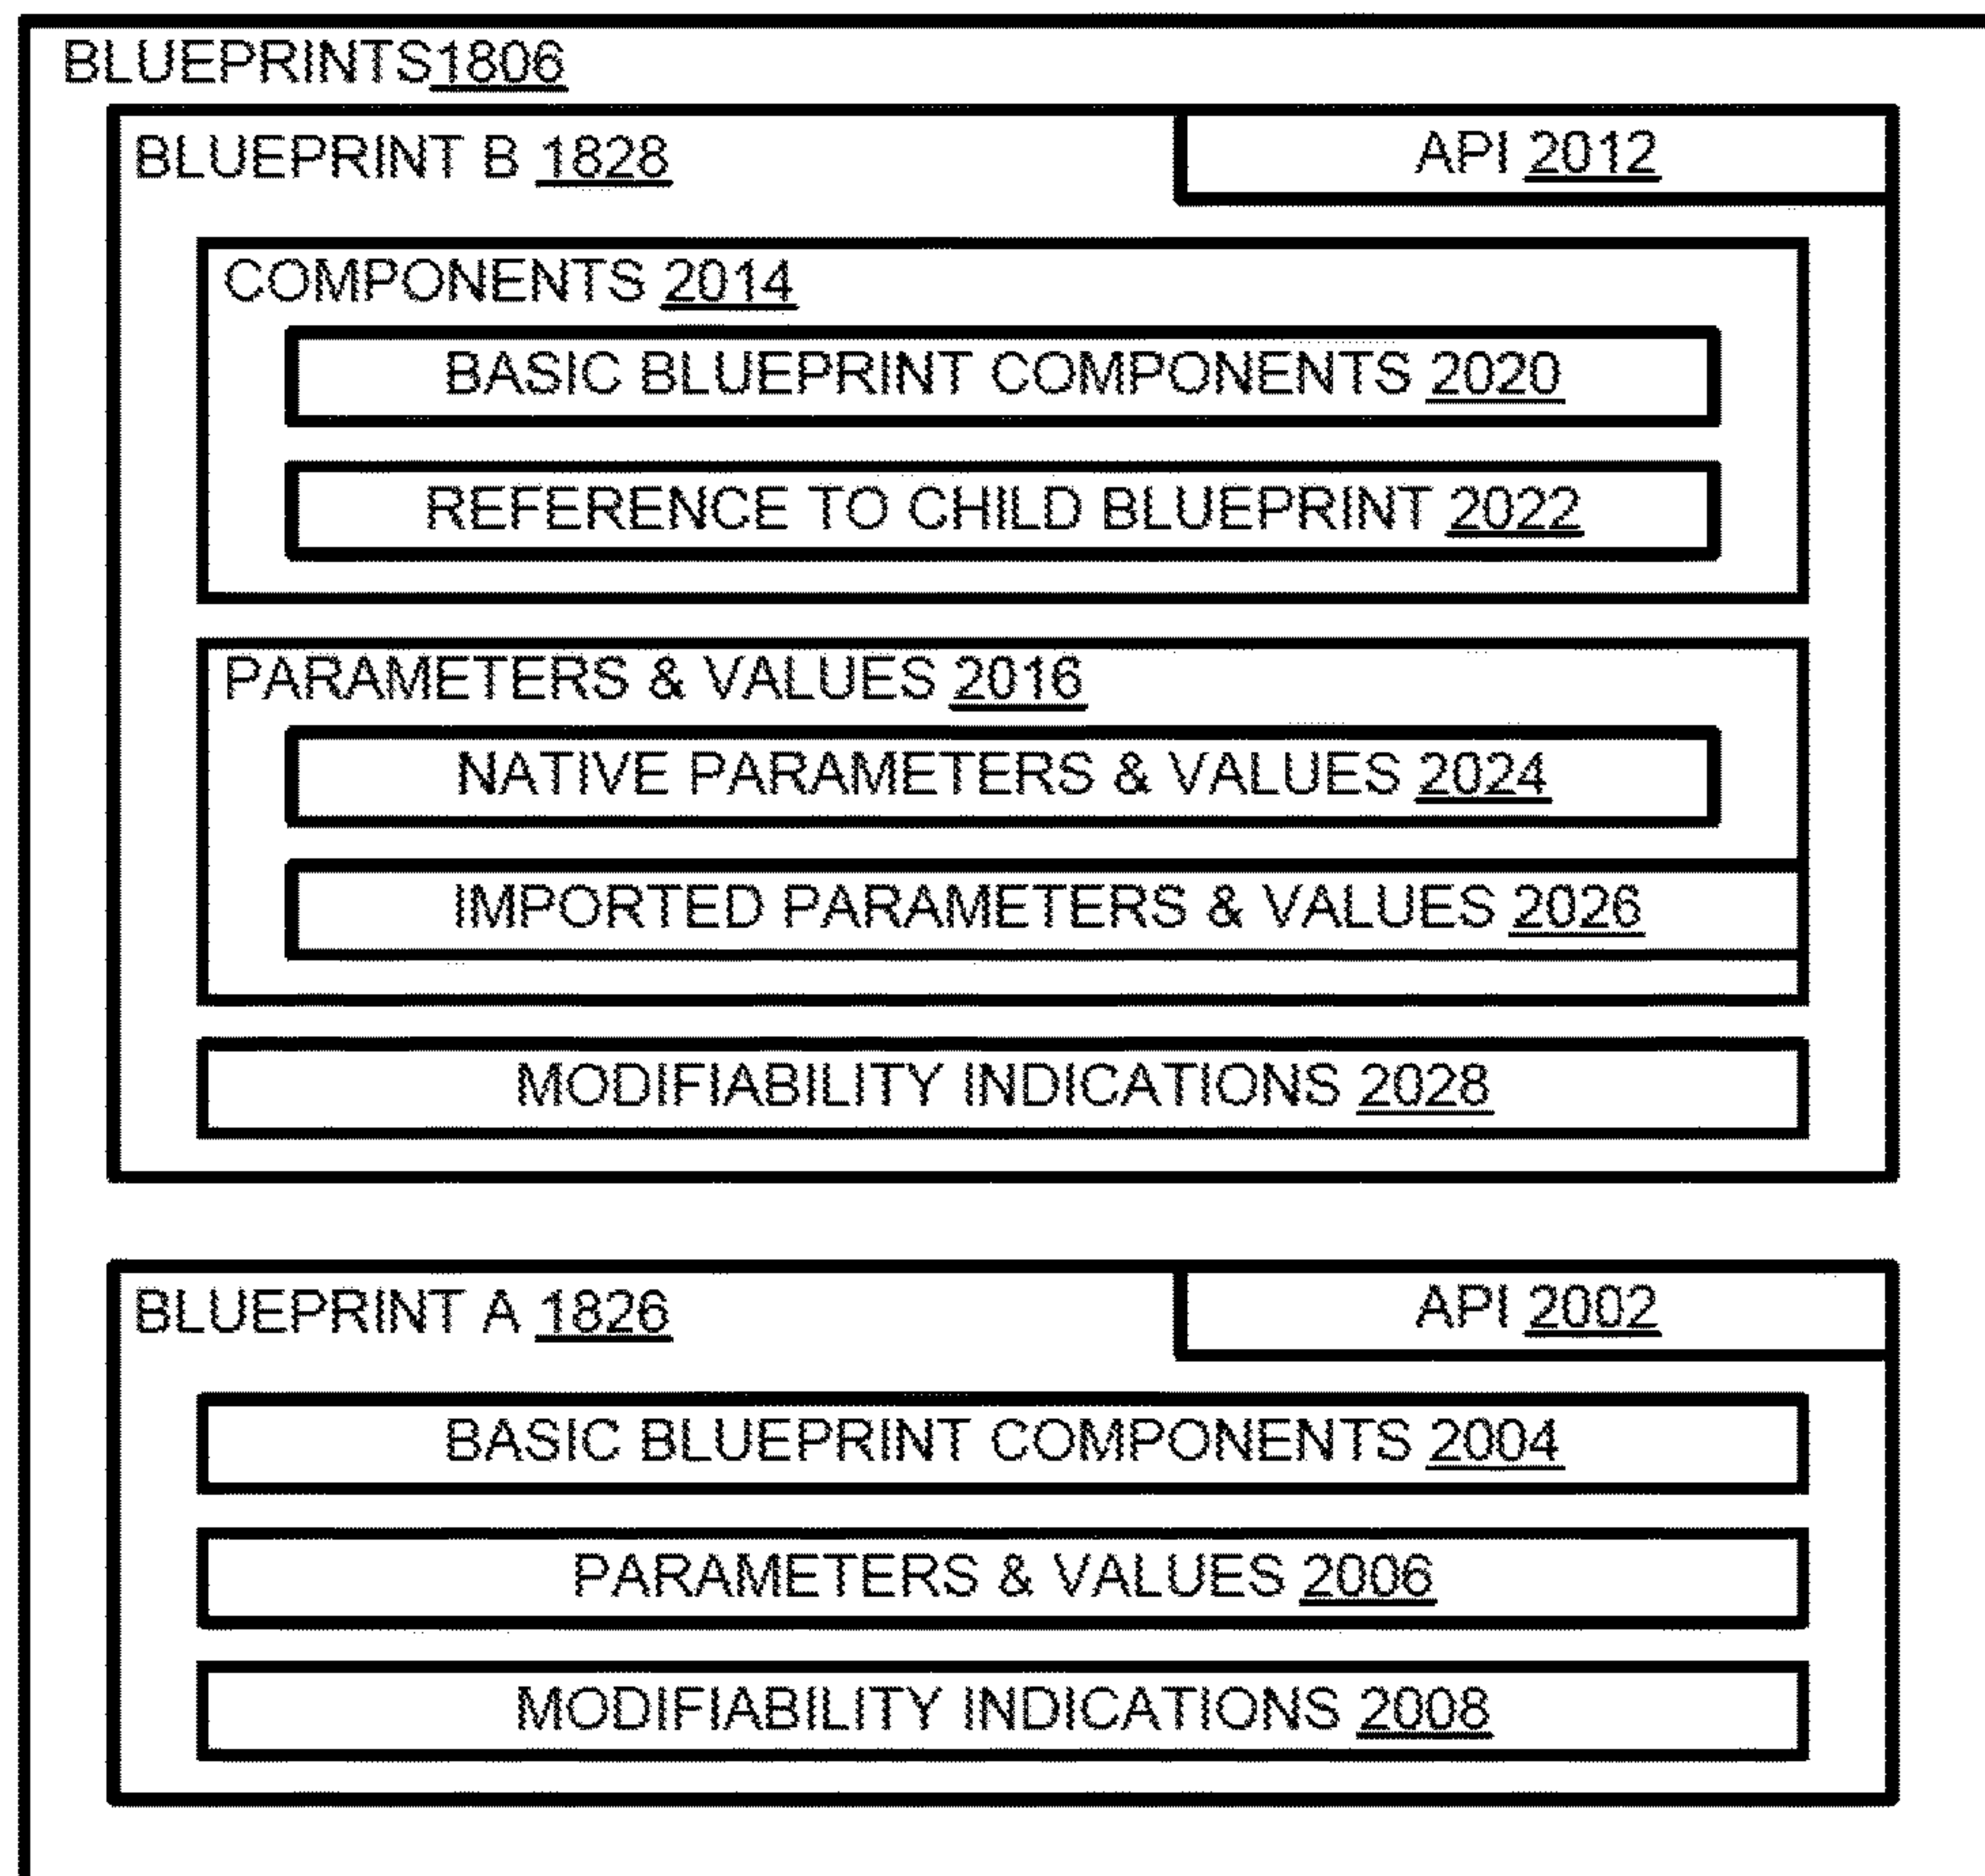 BLUEPRINTS1806
BLUEPRINT B 1828
API 2012
COMPONENTS 2014
BASIC BLUEPRINT COMPONENTS 2020
REFERENCE TO CHILD BLUEPRINT 2022
PARAMETERS & VALUES 2016
NATIVE PARAMETERS & VALUES 2024
IMPORTED PARAMETERS & VALUES 2026
MODIFIABILITY INDICATIONS 2028
BLUEPRINT A 1826
API 2002
BASIC BLUEPRINT COMPONENTS 2004
PARAMETERS & VALUES 2006
MODIFIABILITY INDICATIONS 2008